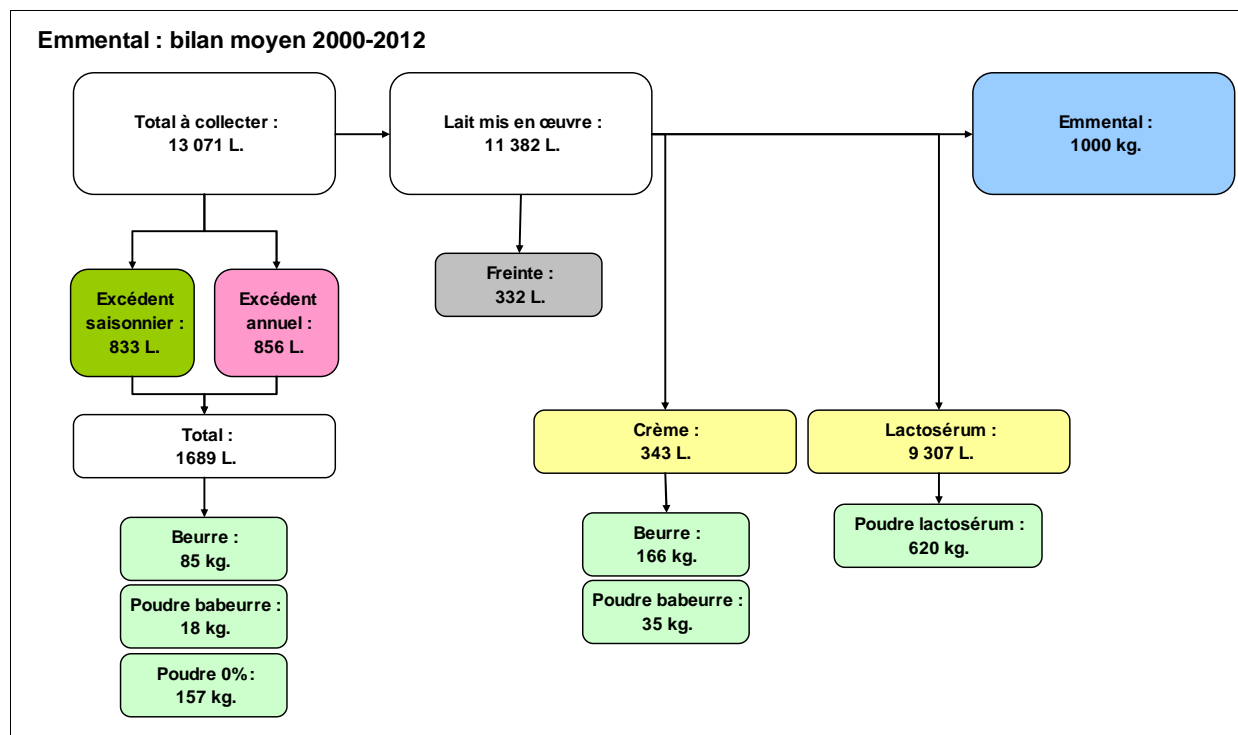 Emmental : bilan moyen 2000-2012
Total à collecter :
13 071 L.
Lait mis en œuvre :
11 382 L.
Emmental :
1000 kg.
Freinte :
332 L.
Excédent
saisonnier :
833 L.
Excédent
annuel :
856 L.
Total :
1689 L.
Crème :
343 L.
Lactosérum :
9 307 L.
Beurre :
85 kg.
Poudre babeurre :
18 kg.
Poudre 0%:
157 kg.
Beurre :
166 kg.
Poudre babeurre :
35 kg.
Poudre lactosérum :
620 kg.